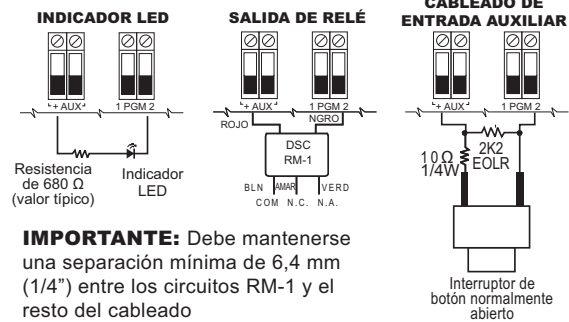 INDICADOR LED
SALIDA DE RELÉ
CABLEADO DE
ENTRADA AUXILIAR
+ AUX -
1 PGM 2
+ AUX -
1 PGM 2
+ AUX -
1 PGM 2
ROJO
NGRO
DSC
RM-1
BLN AMAR VERD
COM N.C. N.A.
Resistencia
de 680 Ω
(valor típico)
Indicador
LED
10 Ω
1/4W
2K2
EOLR
Interruptor de
botón normalmente
abierto
IMPORTANTE: Debe mantenerse
una separación mínima de 6,4 mm
(1/4”) entre los circuitos RM-1 y el
resto del cableado